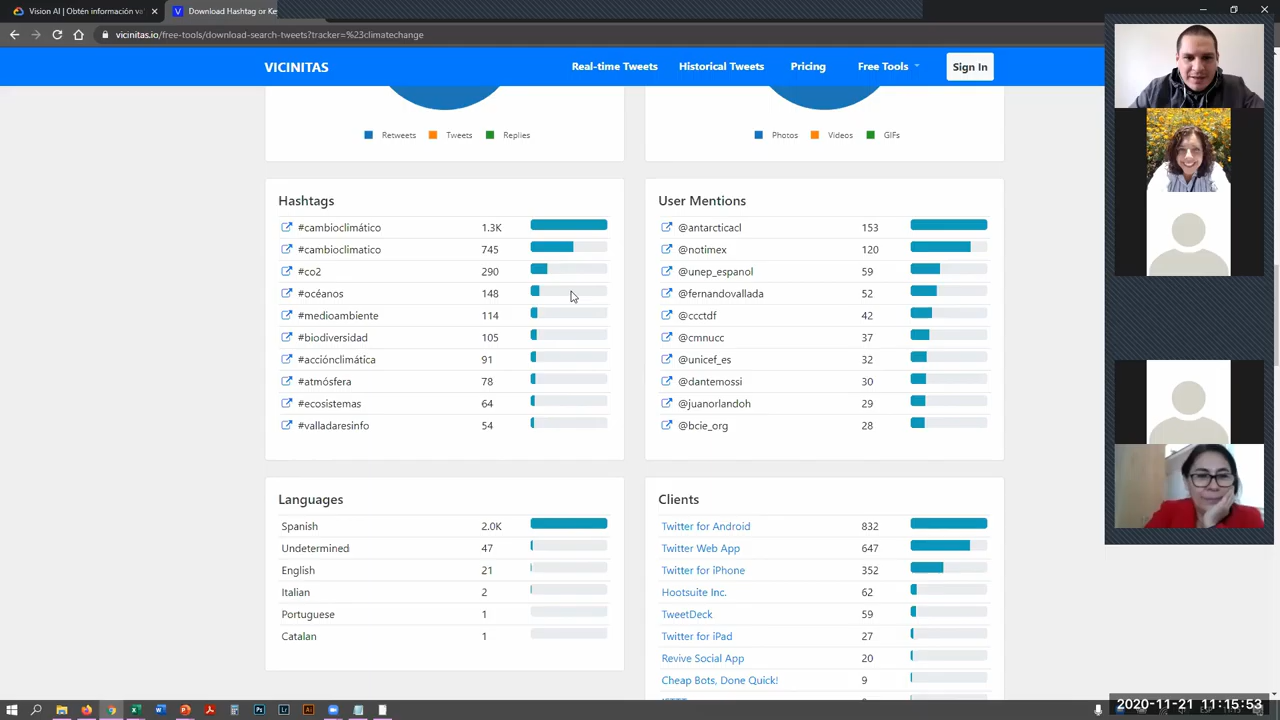 Vision AI | Obtén información va
Download Hashtag or Ke
vicinitas.io/free-tools/download-search-tweets?tracker=%23climatechange
VICINITAS
Real-time Tweets
Historical Tweets
Pricing
Free Tools
Sign In
Retweets Tweets Replies
Photos Videos GIFs
Hashtags
#cambioclimático 1.3K
#cambioclimatico 745
#co2 290
#océanos 148
#medioambiente 114
#biodiversidad 105
#acciónclimática 91
#atmósfera 78
#ecosistemas 64
#valladaresinfo 54
User Mentions
@antarcticacl 153
@notimex 120
@unep_espanol 59
@fernandovallada 52
@ccctdf 42
@cmnucc 37
@unicef_es 32
@dantemossi 30
@juanorlandoh 29
@bcie_org 28
Languages
Spanish 2.0K
Undetermined 47
English 21
Italian 2
Portuguese 1
Catalan 1
Clients
Twitter for Android 832
Twitter Web App 647
Twitter for iPhone 352
Hootsuite Inc. 62
TweetDeck 59
Twitter for iPad 27
Revive Social App 20
Cheap Bots, Done Quick! 9
2020-11-21 11:15:53